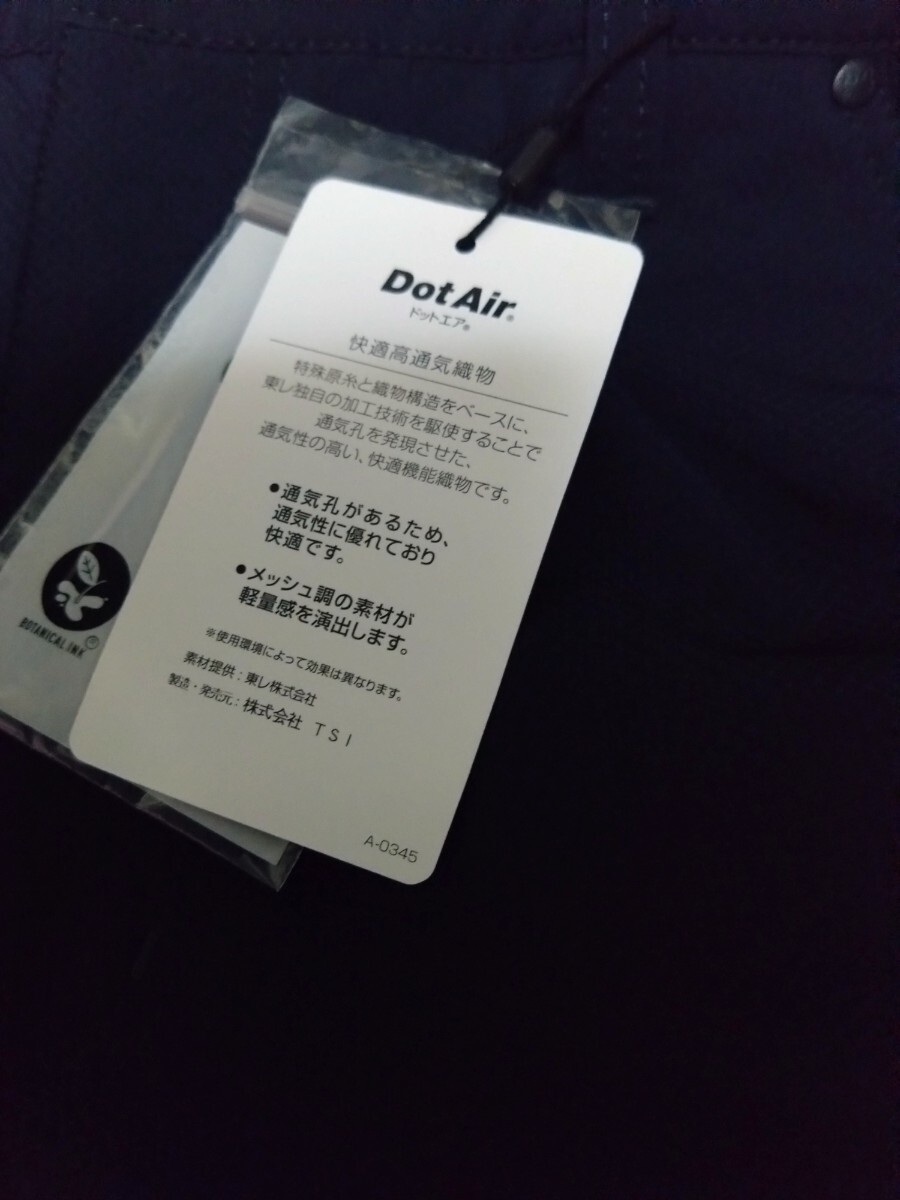 DotAir®
ドットエア®
快適高通気織物
特殊原糸と織物構造をベースに、
東レ独自の加工技術を駆使することで
通気孔を発現させた、
通気性の高い、快適機能織物です。
●通気孔があるため、
通気性に優れており
快適です。
●メッシュ調の素材が
軽量感を演出します。
※使用環境によって効果は異なります。
素材提供：東レ株式会社
製造・発売元：株式会社 ＴＳＩ
A-0345
BOTANICAL INK®